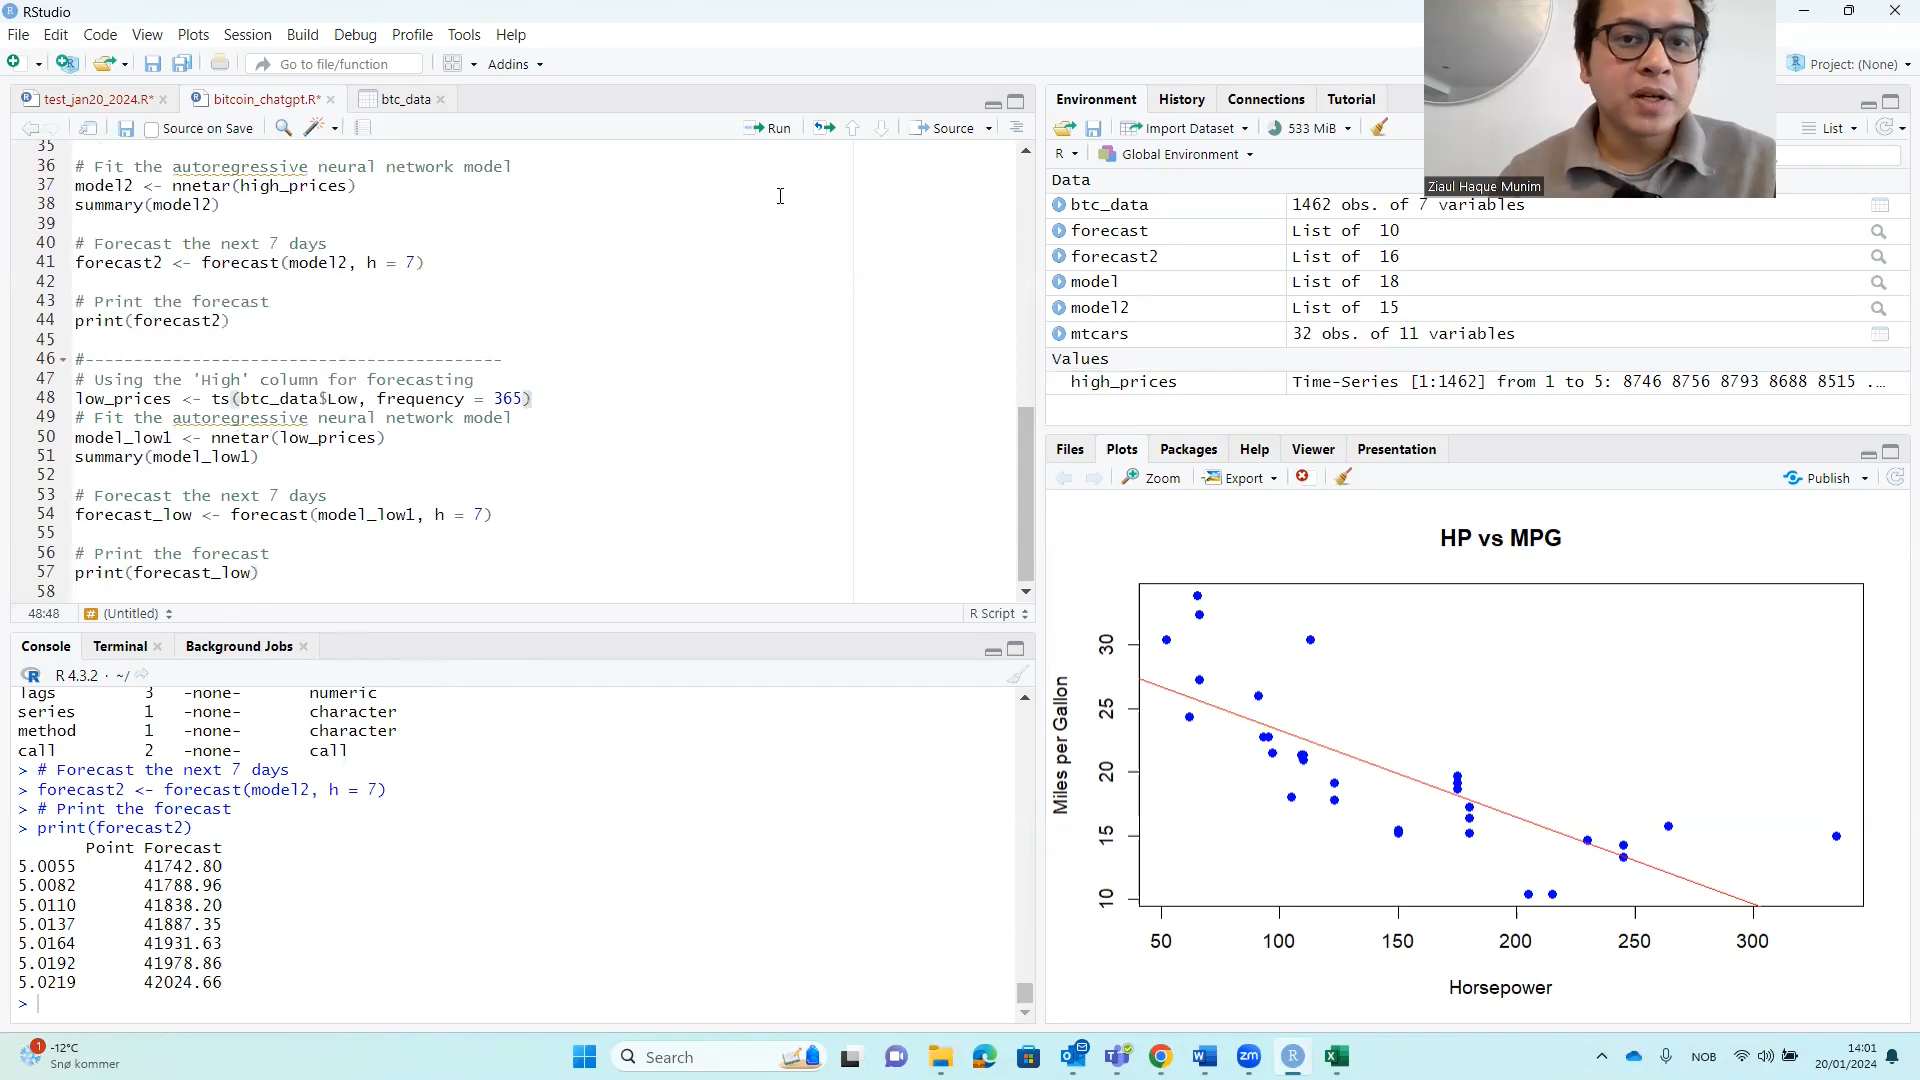 RStudio
File Edit Code View Plots Session Build Debug Profile Tools Help
Go to file/function
Addins
Project: (None)
test_jan20_2024.R* bitcoin_chatgpt.R* btc_data
Source on Save
Run
Source
35
36 # Fit the autoregressive neural network model
37 model2 <- nnetar(high_prices)
38 summary(model2)
39
40 # Forecast the next 7 days
41 forecast2 <- forecast(model2, h = 7)
42
43 # Print the forecast
44 print(forecast2)
45
46 #-------------------------------------------
47 # Using the 'High' column for forecasting
48 low_prices <- ts(btc_data$Low, frequency = 365)
49 # Fit the autoregressive neural network model
50 model_low1 <- nnetar(low_prices)
51 summary(model_low1)
52
53 # Forecast the next 7 days
54 forecast_low <- forecast(model_low1, h = 7)
55
56 # Print the forecast
57 print(forecast_low)
58
48:48 # (Untitled) R Script
Console Terminal Background Jobs
R 4.3.2 · ~/
lags 3 -none- numeric
series 1 -none- character
method 1 -none- character
call 2 -none- call
> # Forecast the next 7 days
> forecast2 <- forecast(model2, h = 7)
> # Print the forecast
> print(forecast2)
Point Forecast
5.0055 41742.80
5.0082 41788.96
5.0110 41838.20
5.0137 41887.35
5.0164 41931.63
5.0192 41978.86
5.0219 42024.66
>
Environment History Connections Tutorial
Import Dataset 533 MiB List
R Global Environment
Ziaul Haque Munim
Data
btc_data 1462 obs. of 7 variables
forecast List of 10
forecast2 List of 16
model List of 18
model2 List of 15
mtcars 32 obs. of 11 variables
Values
high_prices Time-Series [1:1462] from 1 to 5: 8746 8756 8793 8688 8515 ...
Files Plots Packages Help Viewer Presentation
Zoom Export Publish
HP vs MPG
Miles per Gallon
30
25
20
15
10
50 100 150 200 250 300
Horsepower
1
-12°C
Snø kommer
Search
zm
NOB
14:01
20/01/2024